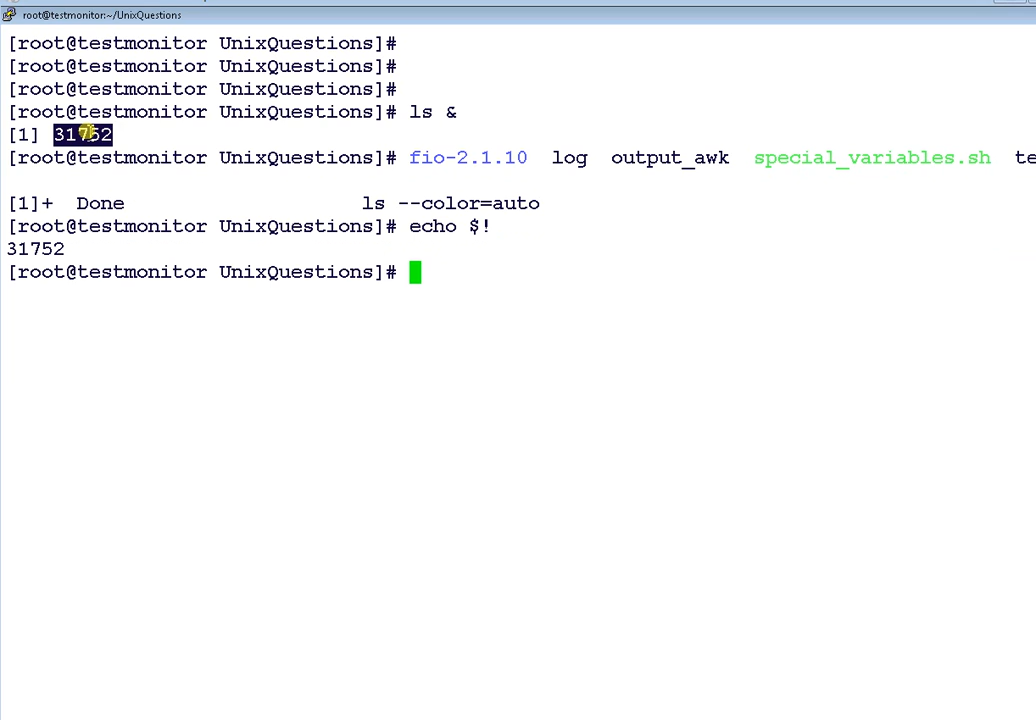 root@testmonitor:~/UnixQuestions
[root@testmonitor UnixQuestions]#
[root@testmonitor UnixQuestions]#
[root@testmonitor UnixQuestions]#
[root@testmonitor UnixQuestions]# ls &
[1] 31752
[root@testmonitor UnixQuestions]# fio-2.1.10  log  output_awk  special_variables.sh  te
[1]+  Done                    ls --color=auto
[root@testmonitor UnixQuestions]# echo $!
31752
[root@testmonitor UnixQuestions]#